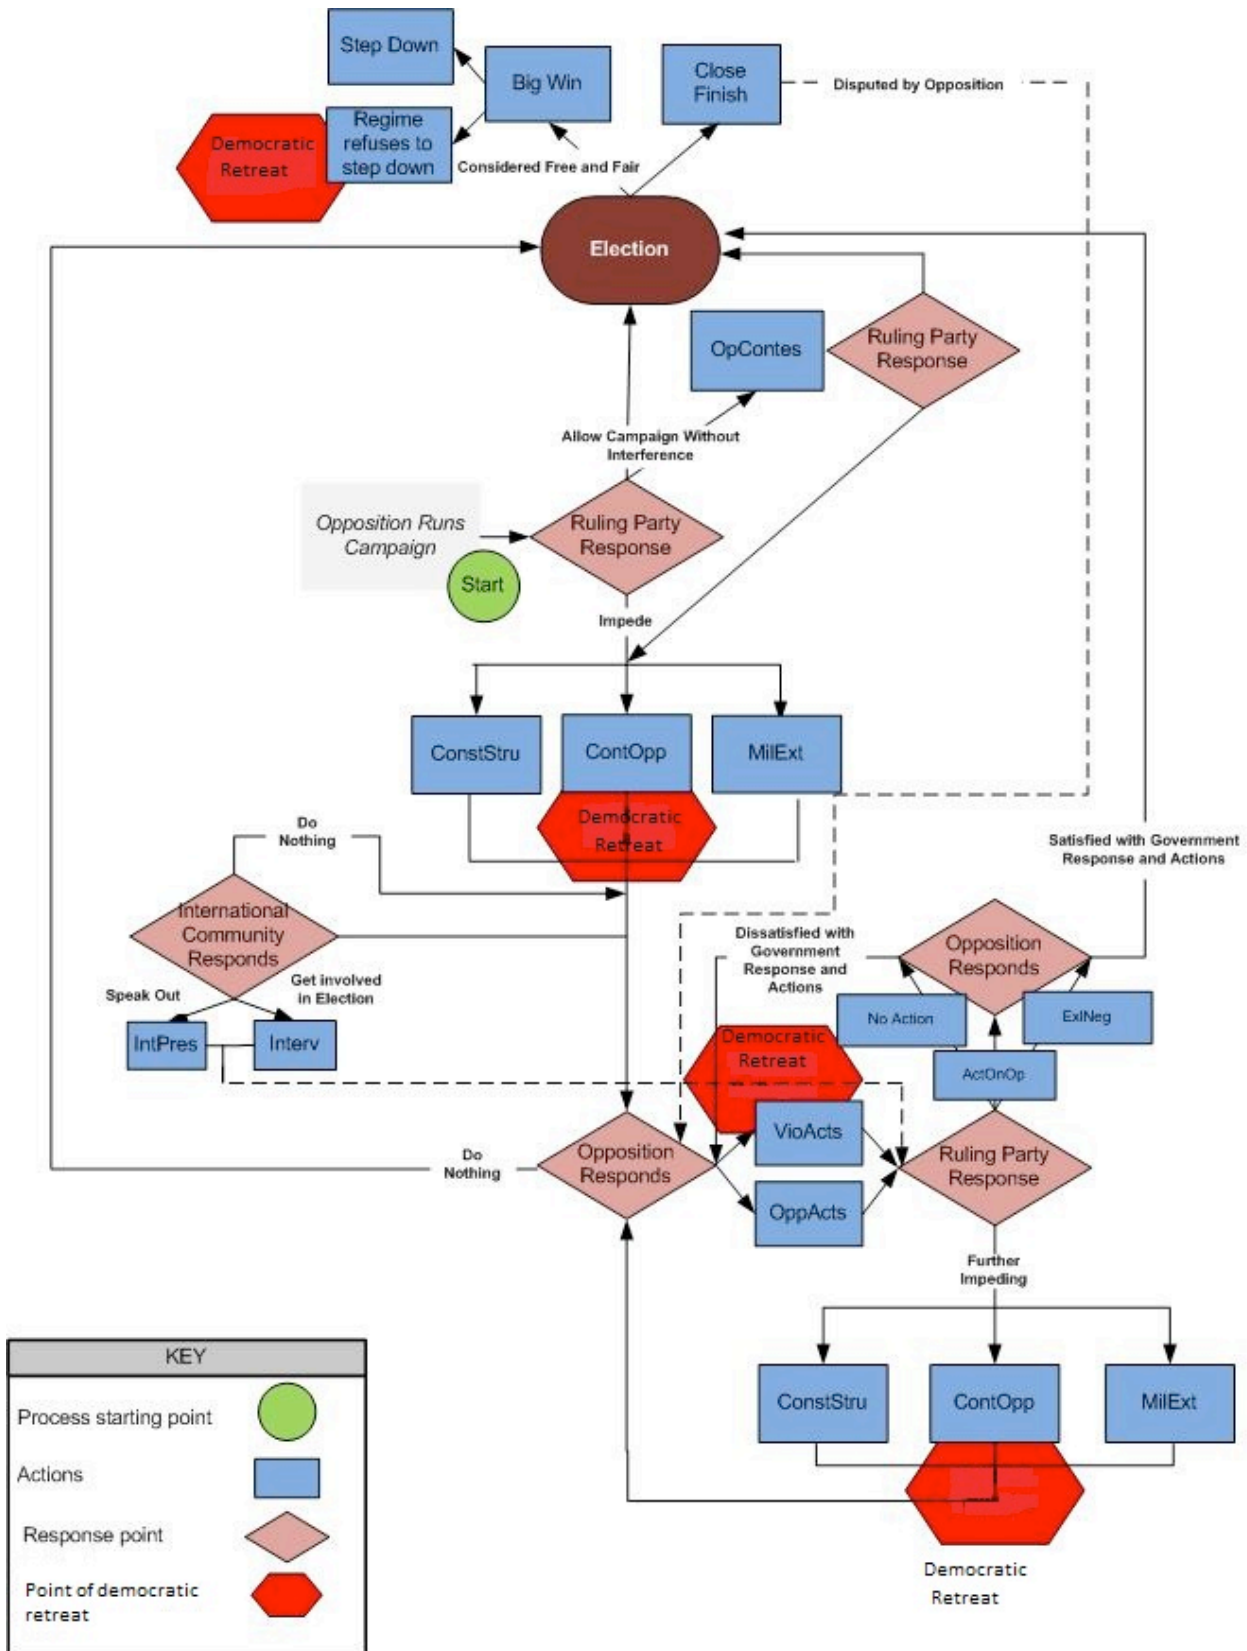 Step Down
Big Win
Close
Finish
Disputed by Opposition
Democratic
Retreat
Regime
refuses to
step down
Considered Free and Fair
Election
OpContes
Ruling Party
Response
Allow Campaign Without
Interference
Opposition Runs
Campaign
Start
Ruling Party
Response
Impede
ConstStru
ContOpp
MilExt
Democratic
Retreat
Do
Nothing
Satisfied with Government
Response and Actions
International
Community
Responds
Speak Out
Get involved
in Election
IntPres
Interv
Dissatisfied with
Government
Response and
Actions
Opposition
Responds
No Action
ExlNeg
ActOnOp
Democratic
Retreat
VioActs
OppActs
Do
Nothing
Opposition
Responds
Ruling Party
Response
Further
Impeding
ConstStru
ContOpp
MilExt
Democratic
Retreat
KEY
Process starting point
Actions
Response point
Point of democratic
retreat